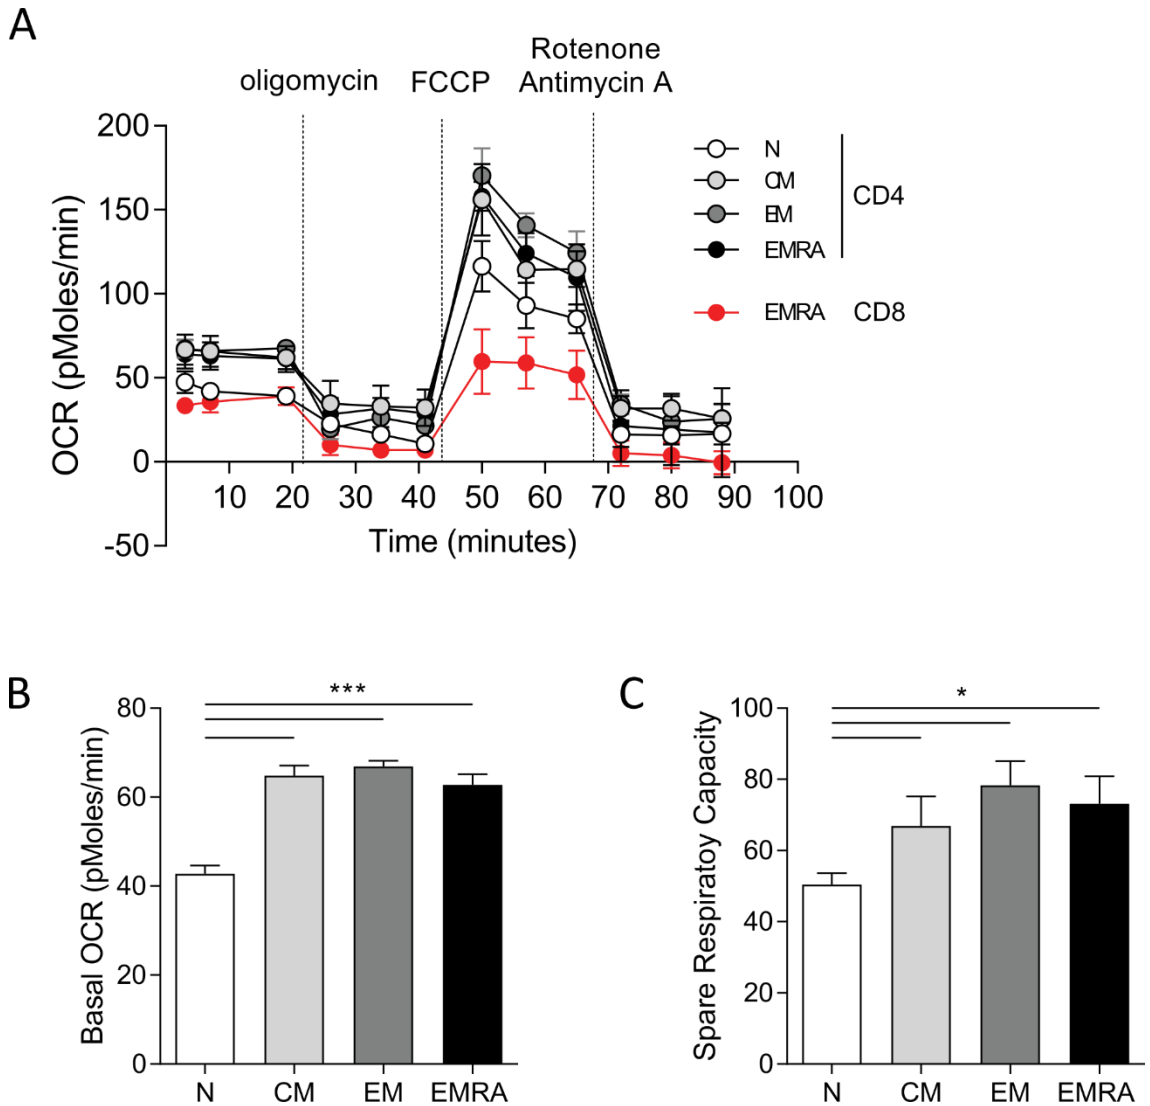 A
oligomycin
FCCP
Rotenone
Antimycin A
OCR (pMoles/min)
200
150
100
50
0
-50
10 20 30 40 50 60 70 80 90 100
Time (minutes)
N
CM
EM
EMRA
CD4
EMRA CD8
B
***
Basal OCR (pMoles/min)
80
60
40
20
0
N CM EM EMRA
C
*
Spare Respiratoy Capacity
100
80
60
40
20
0
N CM EM EMRA